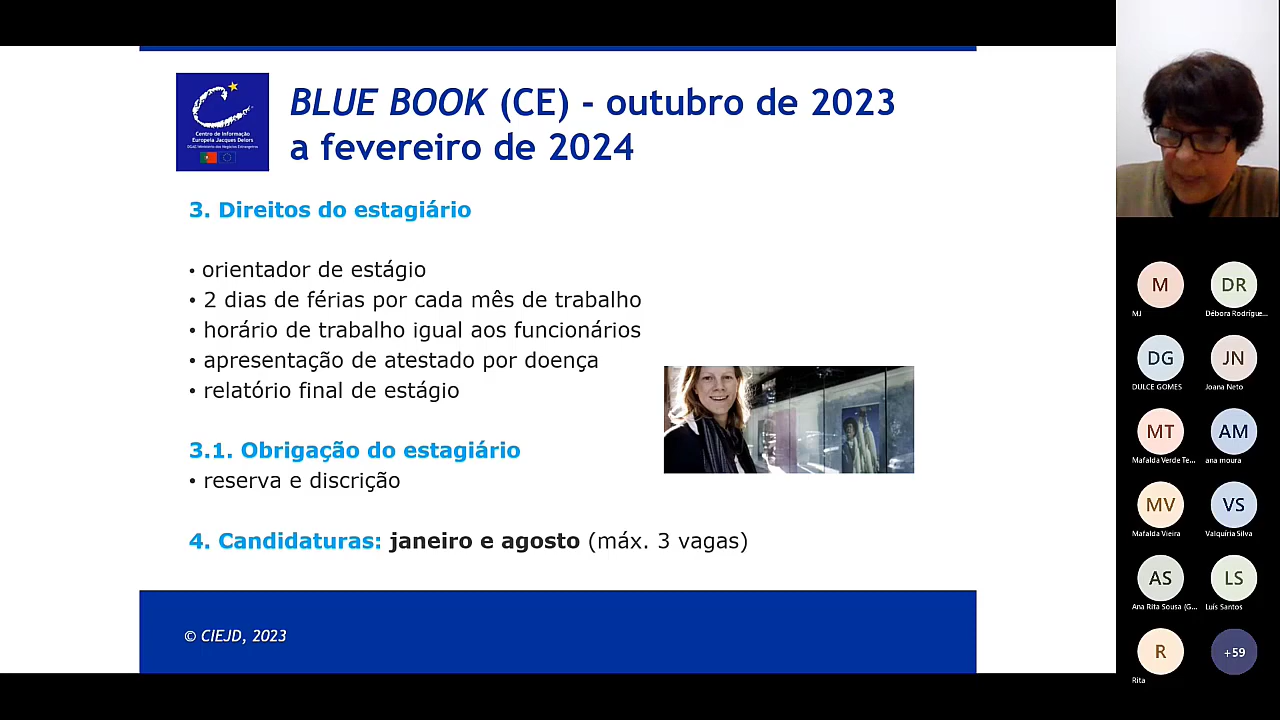 Centro de Informação
Europeia Jacques Delors
BLUE BOOK (CE) - outubro de 2023
a fevereiro de 2024
3. Direitos do estagiário
• orientador de estágio
• 2 dias de férias por cada mês de trabalho
• horário de trabalho igual aos funcionários
• apresentação de atestado por doença
• relatório final de estágio
3.1. Obrigação do estagiário
• reserva e discrição
4. Candidaturas: janeiro e agosto (máx. 3 vagas)
© CIEJD, 2023
M DR
MJ Débora Rodrigue...
DG JN
DULCE GOMES Joana Neto
MT AM
Mafalda Verde Te... ana moura
MV VS
Mafalda Vieira Valquíria Silva
AS LS
Ana Rita Sousa (G... Luís Santos
R +59
Rita